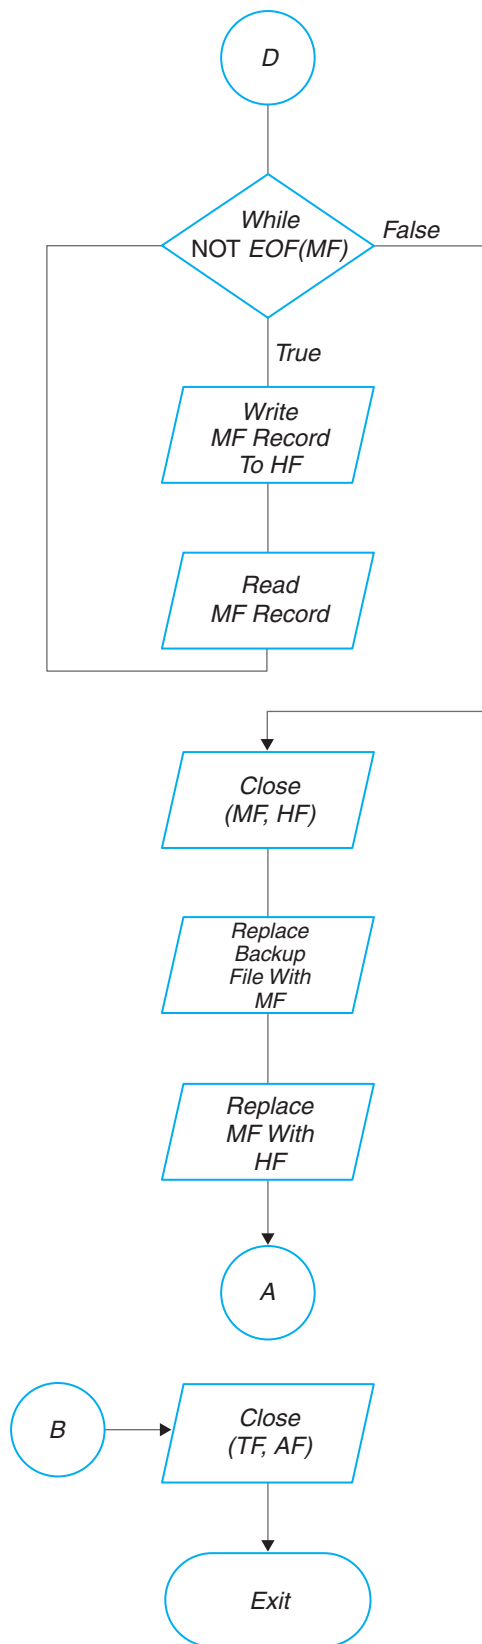 D
While
NOT EOF(MF)
False
True
Write
MF Record
To HF
Read
MF Record
Close
(MF, HF)
Replace
Backup
File With
MF
Replace
MF With
HF
A
B
Close
(TF, AF)
Exit